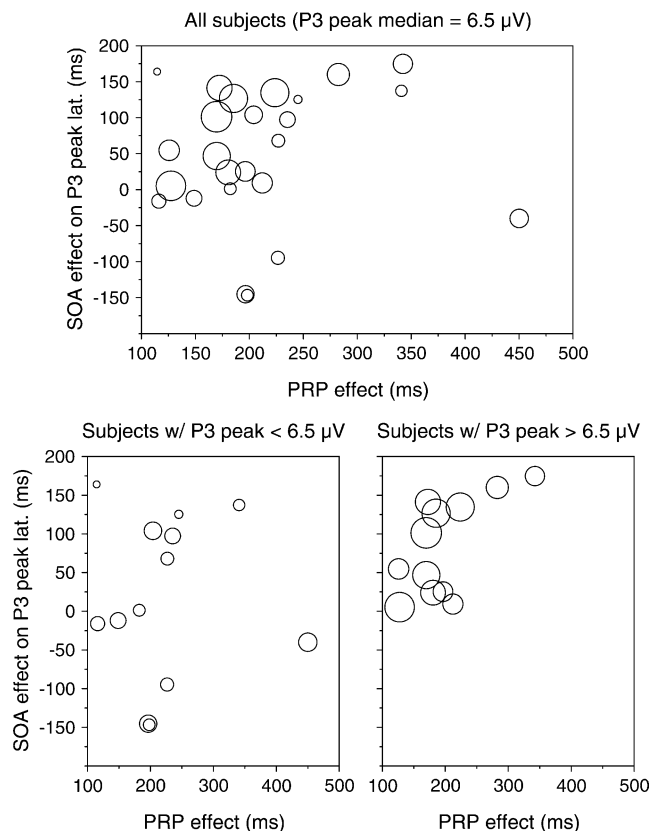 All subjects (P3 peak median = 6.5 µV)
200
150
100
50
0
-50
-100
-150
SOA effect on P3 peak lat. (ms)
100 150 200 250 300 350 400 450 500
PRP effect (ms)
Subjects w/ P3 peak < 6.5 µV
Subjects w/ P3 peak > 6.5 µV
200
150
100
50
0
-50
-100
-150
SOA effect on P3 peak lat. (ms)
100 200 300 400 500
100 200 300 400 500
PRP effect (ms)
PRP effect (ms)